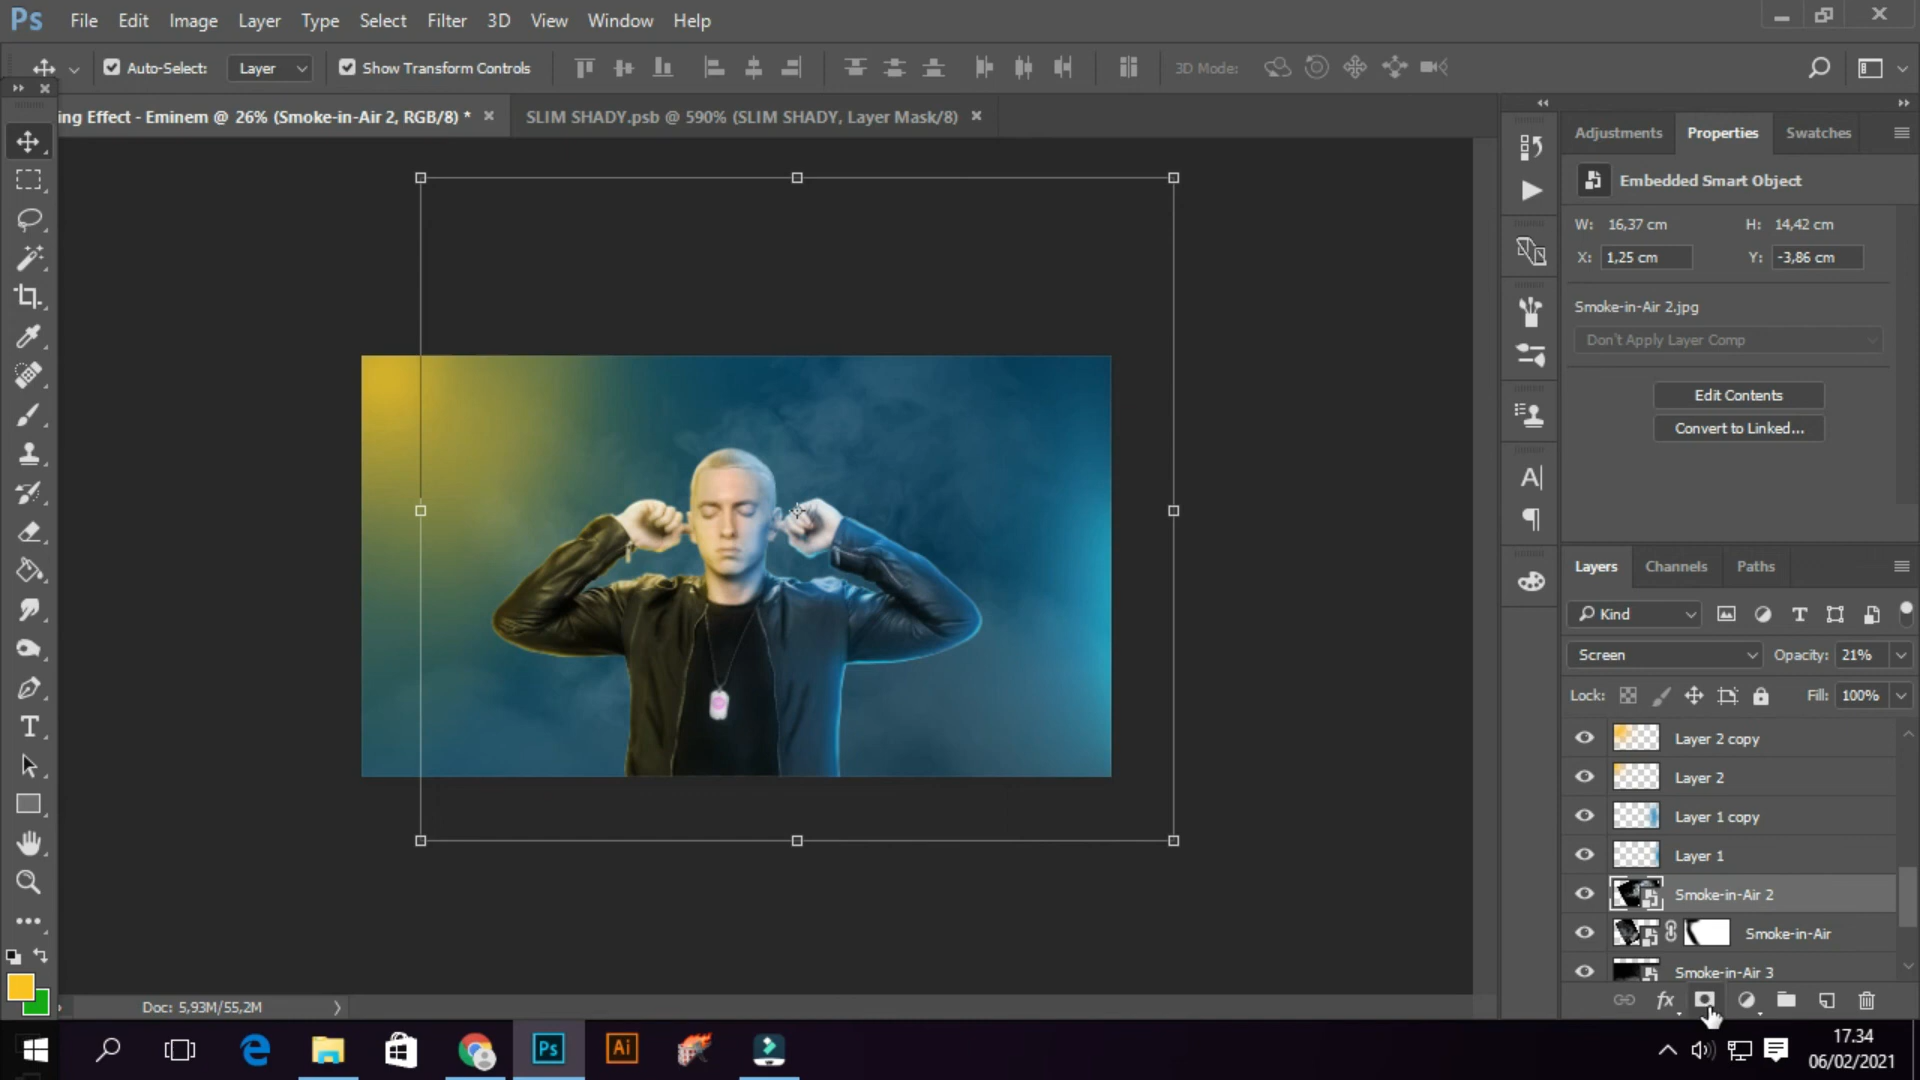 Ps File Edit Image Layer Type Select Filter 3D View Window Help
Auto-Select: Layer Show Transform Controls 3D Mode:
ing Effect - Eminem @ 26% (Smoke-in-Air 2, RGB/8) * SLIM SHADY.psb @ 590% (SLIM SHADY, Layer Mask/8)
Adjustments Properties Swatches
Embedded Smart Object
W: 16,37 cm H: 14,42 cm
X: 1,25 cm Y: -3,86 cm
Smoke-in-Air 2.jpg
Don't Apply Layer Comp
Edit Contents
Convert to Linked...
Layers Channels Paths
Kind
Screen Opacity: 21%
Lock: Fill: 100%
Layer 2 copy
Layer 2
Layer 1 copy
Layer 1
Smoke-in-Air 2
Smoke-in-Air
Smoke-in-Air 3
fx
Doc: 5,93M/55,2M
Ps Ai
17.34
06/02/2021